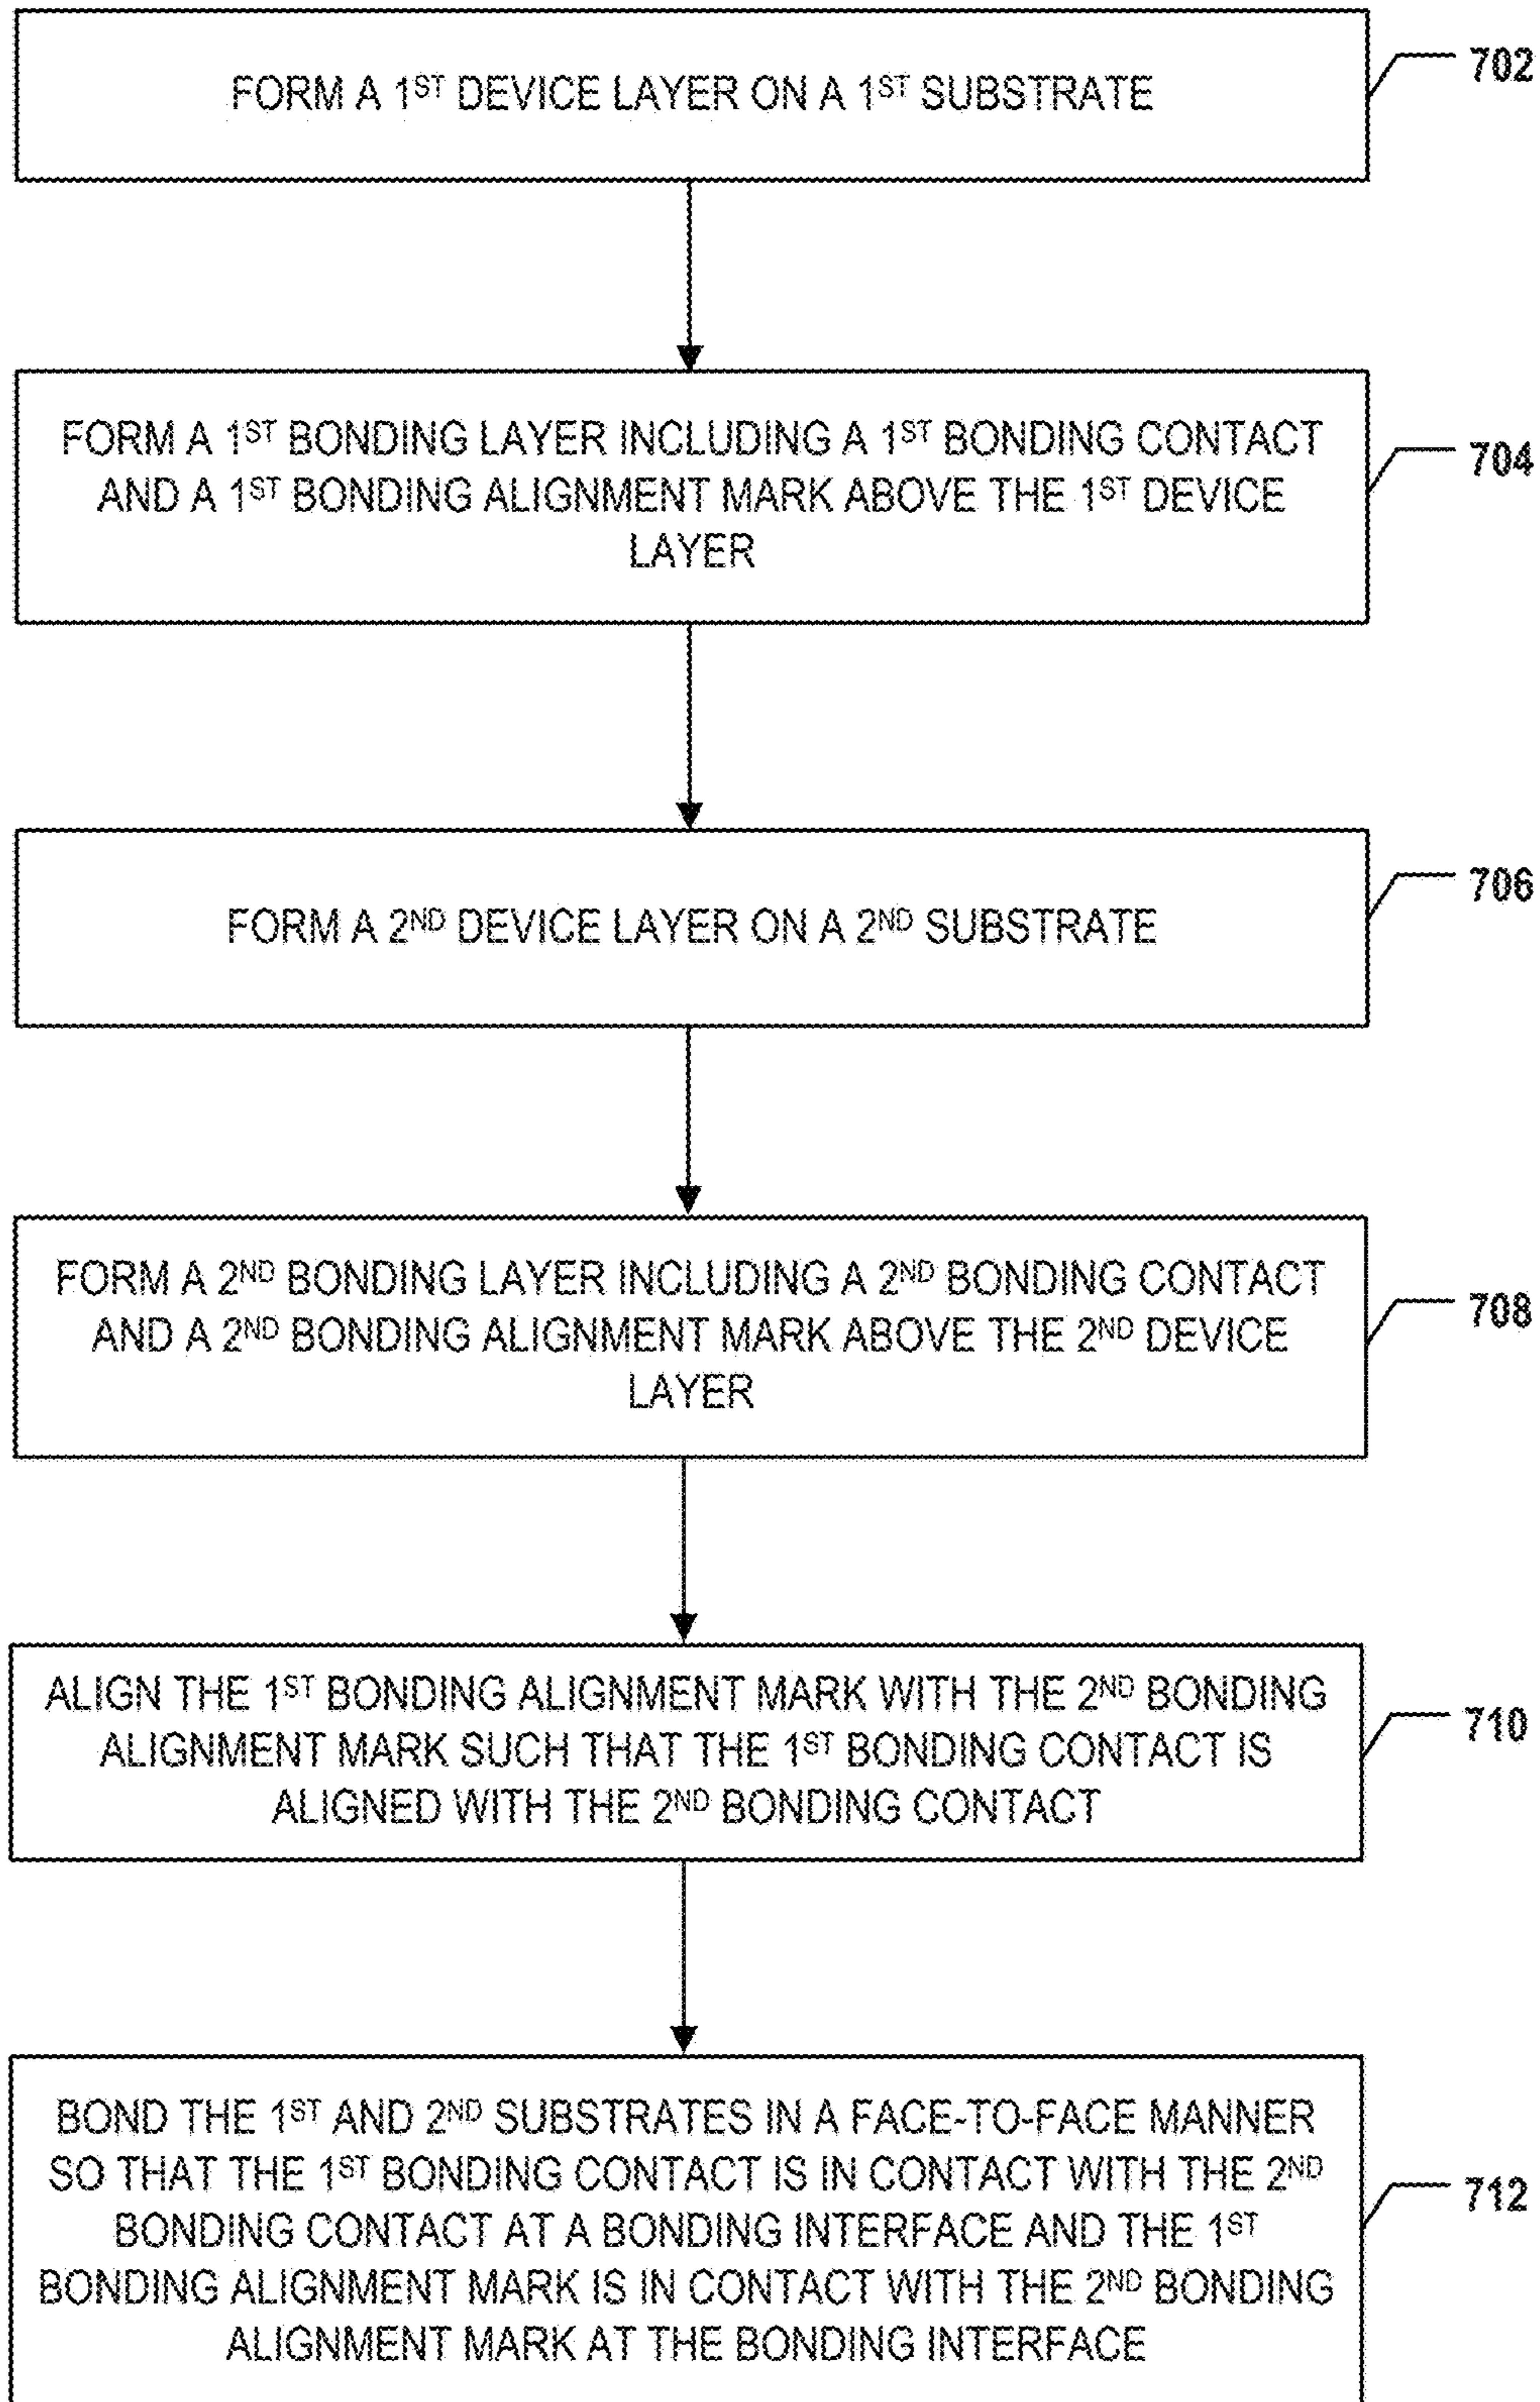 FORM A 1ST DEVICE LAYER ON A 1ST SUBSTRATE
702
FORM A 1ST BONDING LAYER INCLUDING A 1ST BONDING CONTACT
AND A 1ST BONDING ALIGNMENT MARK ABOVE THE 1ST DEVICE
LAYER
704
FORM A 2ND DEVICE LAYER ON A 2ND SUBSTRATE
706
FORM A 2ND BONDING LAYER INCLUDING A 2ND BONDING CONTACT
AND A 2ND BONDING ALIGNMENT MARK ABOVE THE 2ND DEVICE
LAYER
708
ALIGN THE 1ST BONDING ALIGNMENT MARK WITH THE 2ND BONDING
ALIGNMENT MARK SUCH THAT THE 1ST BONDING CONTACT IS
ALIGNED WITH THE 2ND BONDING CONTACT
710
BOND THE 1ST AND 2ND SUBSTRATES IN A FACE-TO-FACE MANNER
SO THAT THE 1ST BONDING CONTACT IS IN CONTACT WITH THE 2ND
BONDING CONTACT AT A BONDING INTERFACE AND THE 1ST
BONDING ALIGNMENT MARK IS IN CONTACT WITH THE 2ND BONDING
ALIGNMENT MARK AT THE BONDING INTERFACE
712